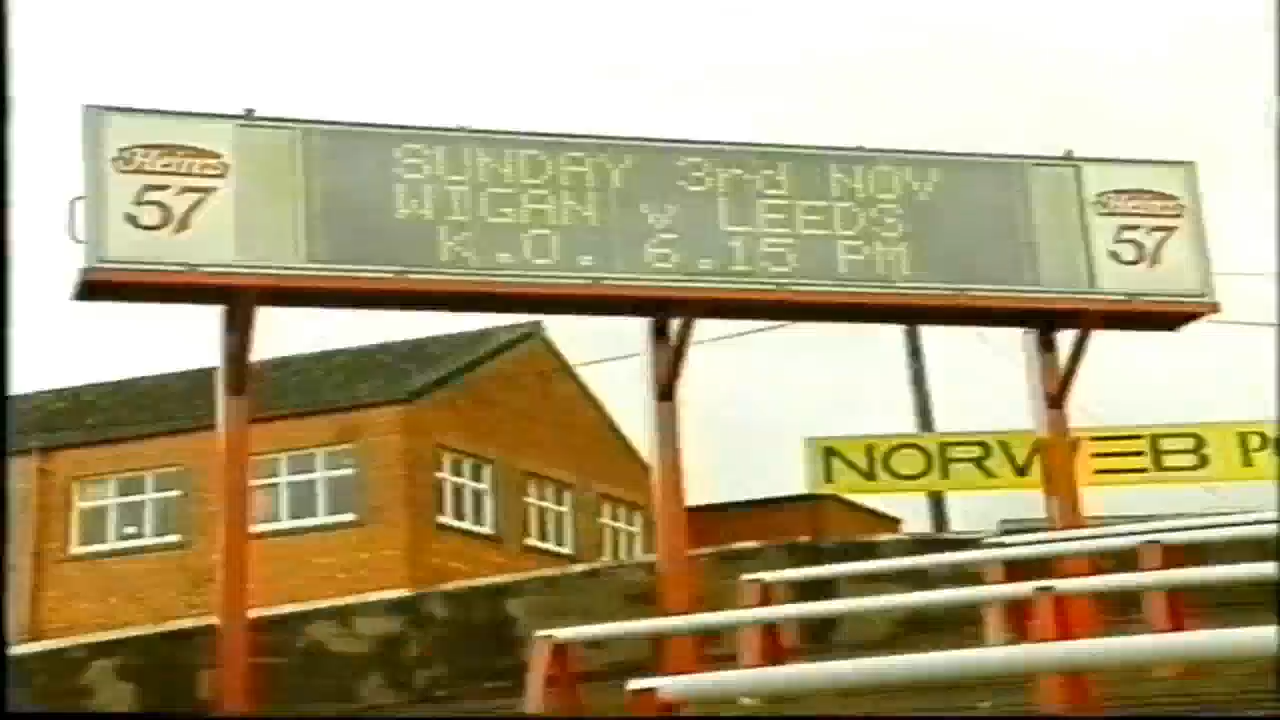 Heinz
57
SUNDAY 3rd NOV
WIGAN v LEEDS
K.O. 6.15 PM
Heinz
57
NORWEB